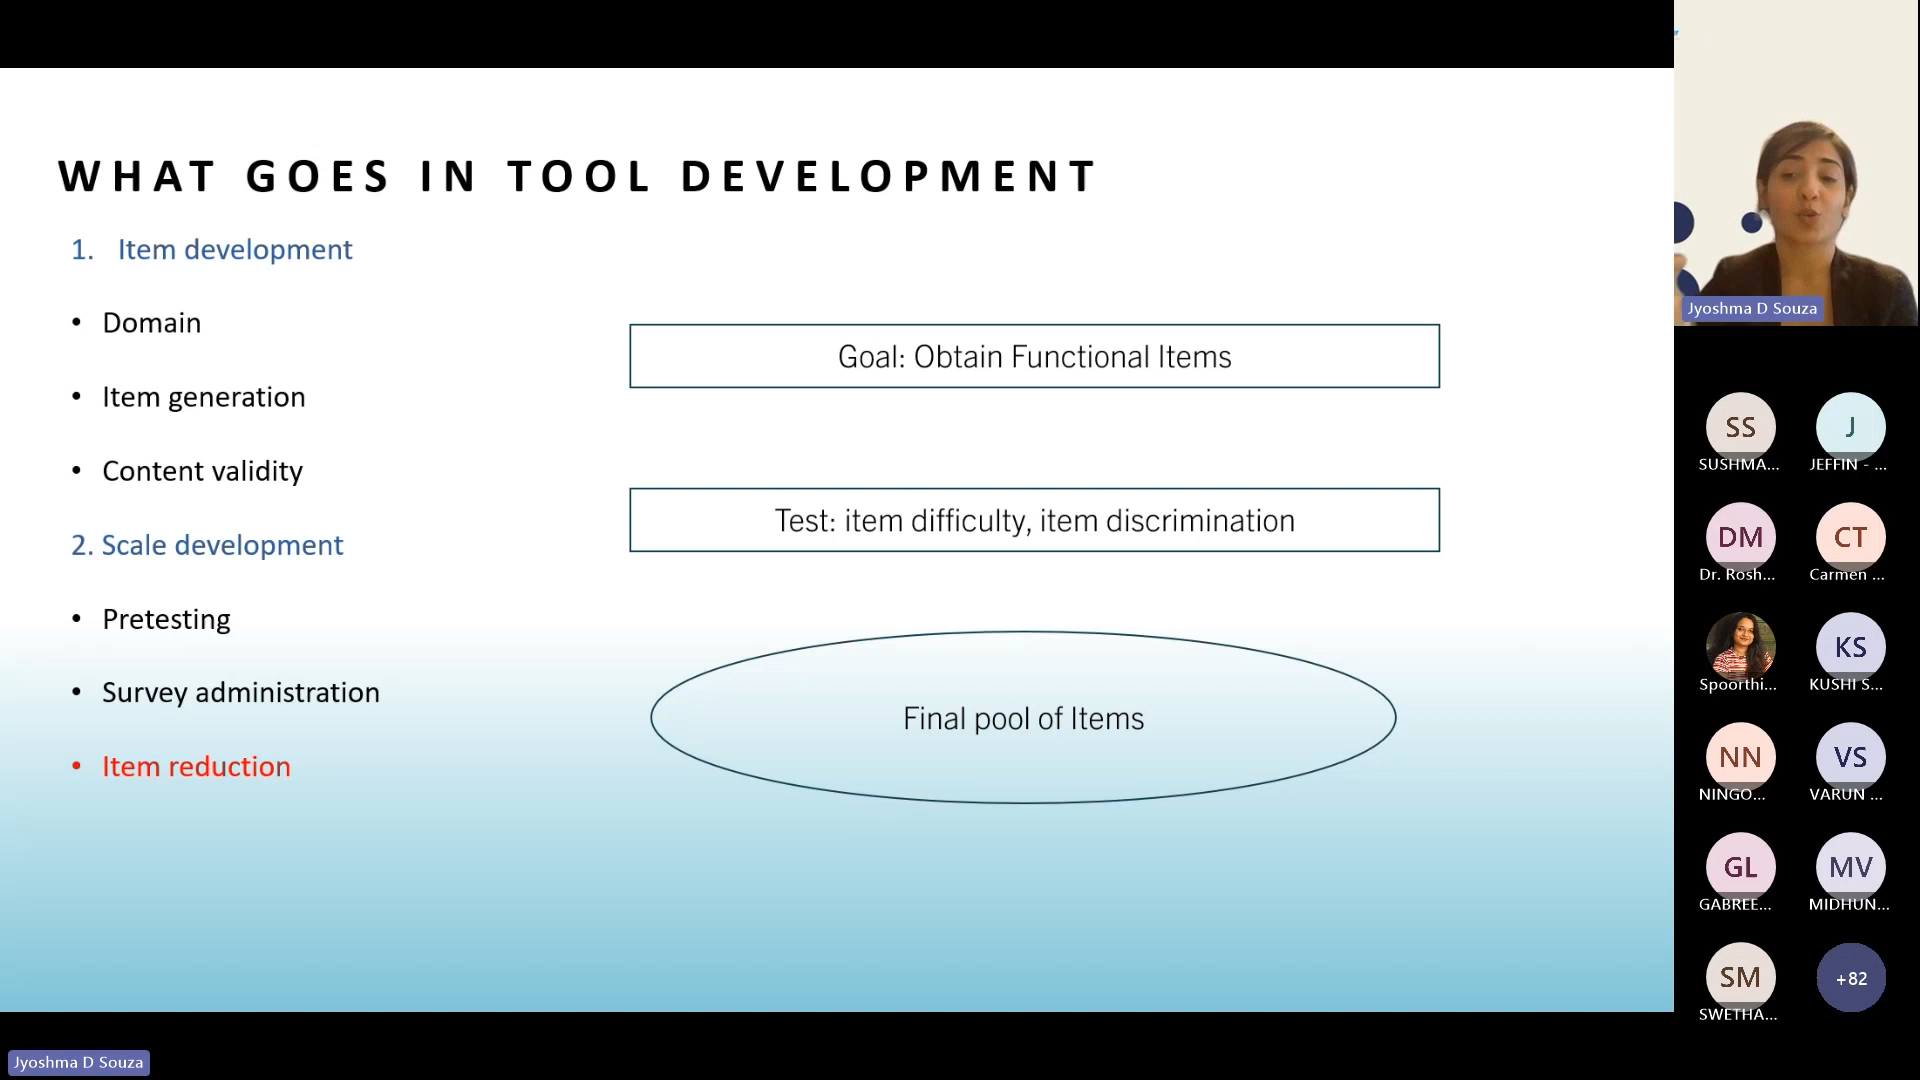 WHAT GOES IN TOOL DEVELOPMENT
1. Item development
• Domain
• Item generation
• Content validity
2. Scale development
• Pretesting
• Survey administration
• Item reduction
Goal: Obtain Functional Items
Test: item difficulty, item discrimination
Final pool of Items
Jyoshma D Souza
SS
SUSHMA...
J
JEFFIN - ...
DM
Dr. Rosh...
CT
Carmen ...
Spoorthi...
KS
KUSHI S...
NN
NINGO...
VS
VARUN ...
GL
GABREE...
MV
MIDHUN...
SM
SWETHA...
+82
Jyoshma D Souza